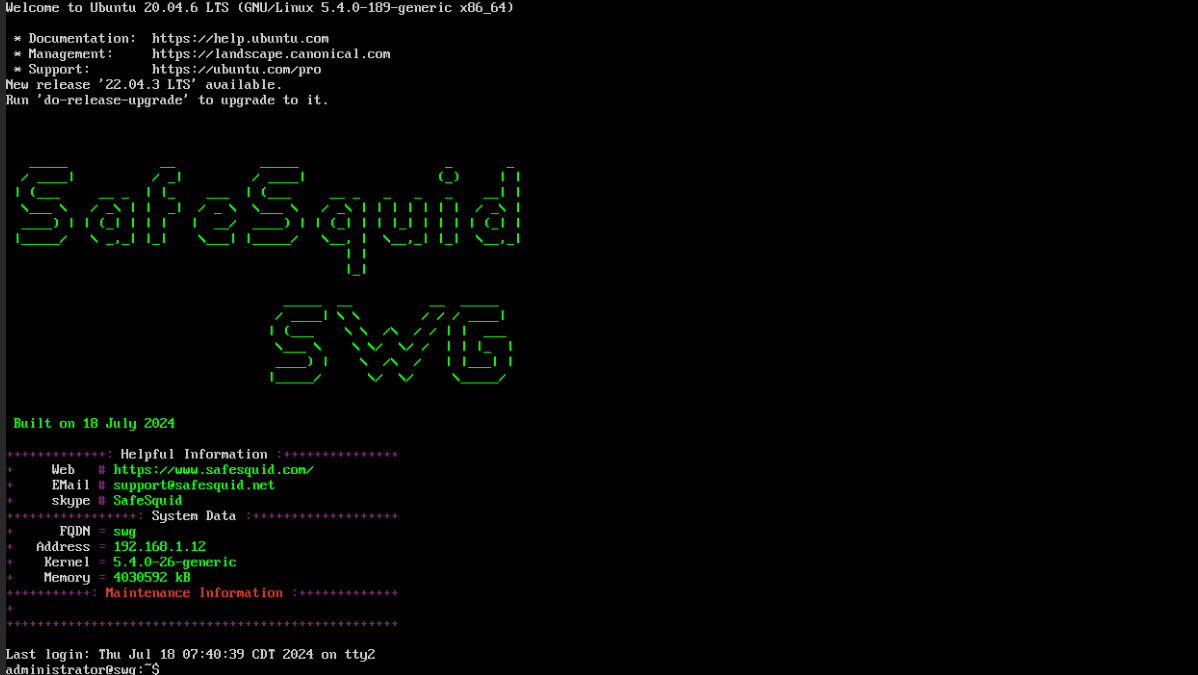 Welcome to Ubuntu 20.04.6 LTS (GNU/Linux 5.4.0-189-generic x86_64)
* Documentation: https://help.ubuntu.com
* Management: https://landscape.canonical.com
* Support: https://ubuntu.com/pro
New release '22.04.3 LTS' available.
Run 'do-release-upgrade' to upgrade to it.
SafeSquid
SWG
Built on 18 July 2024
+++++++++++++: Helpful Information :+++++++++++++++
+ Web # https://www.safesquid.com/
+ EMail # support@safesquid.net
+ skype # SafeSquid
+++++++++++++++++: System Data :+++++++++++++++++++
+ FQDN = swg
+ Address = 192.168.1.12
+ Kernel = 5.4.0-26-generic
+ Memory = 4030592 kB
+++++++++++: Maintenance Information :+++++++++++++
+
+++++++++++++++++++++++++++++++++++++++++++++++++++
Last login: Thu Jul 18 07:40:39 CDT 2024 on tty2
administrator@swg:~$